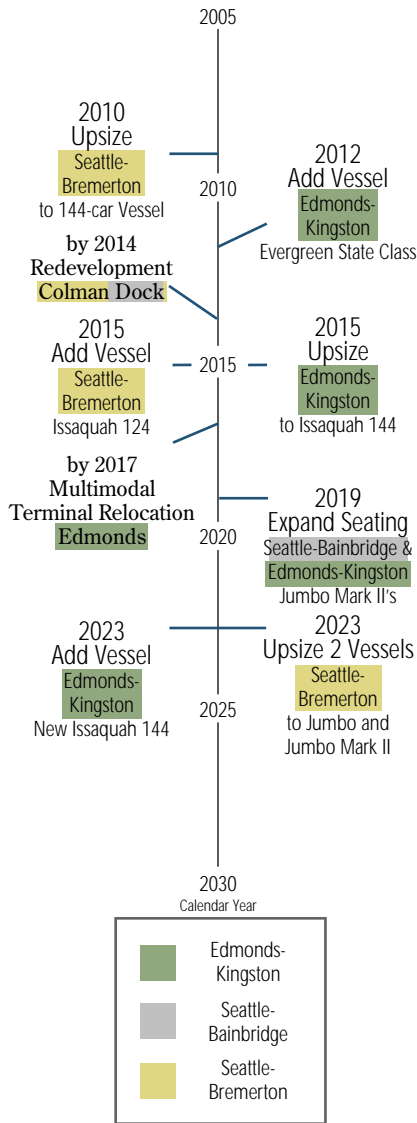 2005
2010
Upsize
Seattle-
Bremerton
to 144-car Vessel
2012
Add Vessel
Edmonds-
Kingston
Evergreen State Class
2010
by 2014
Redevelopment
Colman Dock
2015
Add Vessel
Seattle-
Bremerton
Issaquah 124
2015
2015
Upsize
Edmonds-
Kingston
to Issaquah 144
by 2017
Multimodal
Terminal Relocation
Edmonds
2019
Expand Seating
Seattle-Bainbridge &
Edmonds-Kingston
Jumbo Mark II's
2020
2023
Add Vessel
Edmonds-
Kingston
New Issaquah 144
2023
Upsize 2 Vessels
Seattle-
Bremerton
to Jumbo and
Jumbo Mark II
2025
2030
Calendar Year
Edmonds-
Kingston
Seattle-
Bainbridge
Seattle-
Bremerton